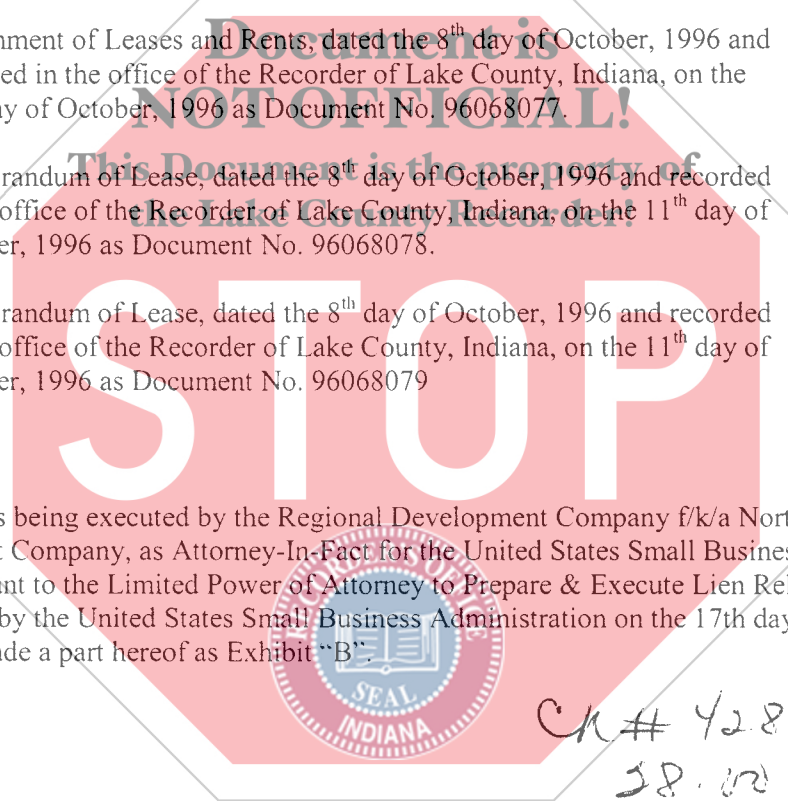 Document is
nment of Leases and Rents, dated the 8th day of October, 1996 and
ed in the office of the Recorder of Lake County, Indiana, on the
ay of October, 1996 as Document No. 96068077.
NOT OFFICIAL!
This Document is the property of
the Lake County Recorder!
randum of Lease, dated the 8th day of October, 1996 and recorded
office of the Recorder of Lake County, Indiana, on the 11th day of
er, 1996 as Document No. 96068078.
STOP
randum of Lease, dated the 8th day of October, 1996 and recorded
office of the Recorder of Lake County, Indiana, on the 11th day of
er, 1996 as Document No. 96068079
s being executed by the Regional Development Company f/k/a Nort
t Company, as Attorney-In-Fact for the United States Small Busines
nt to the Limited Power of Attorney to Prepare & Execute Lien Rel
by the United States Small Business Administration on the 17th day
ade a part hereof as Exhibit "B".
RECORDER'S OFFICE
SEAL
INDIANA
CK # 428